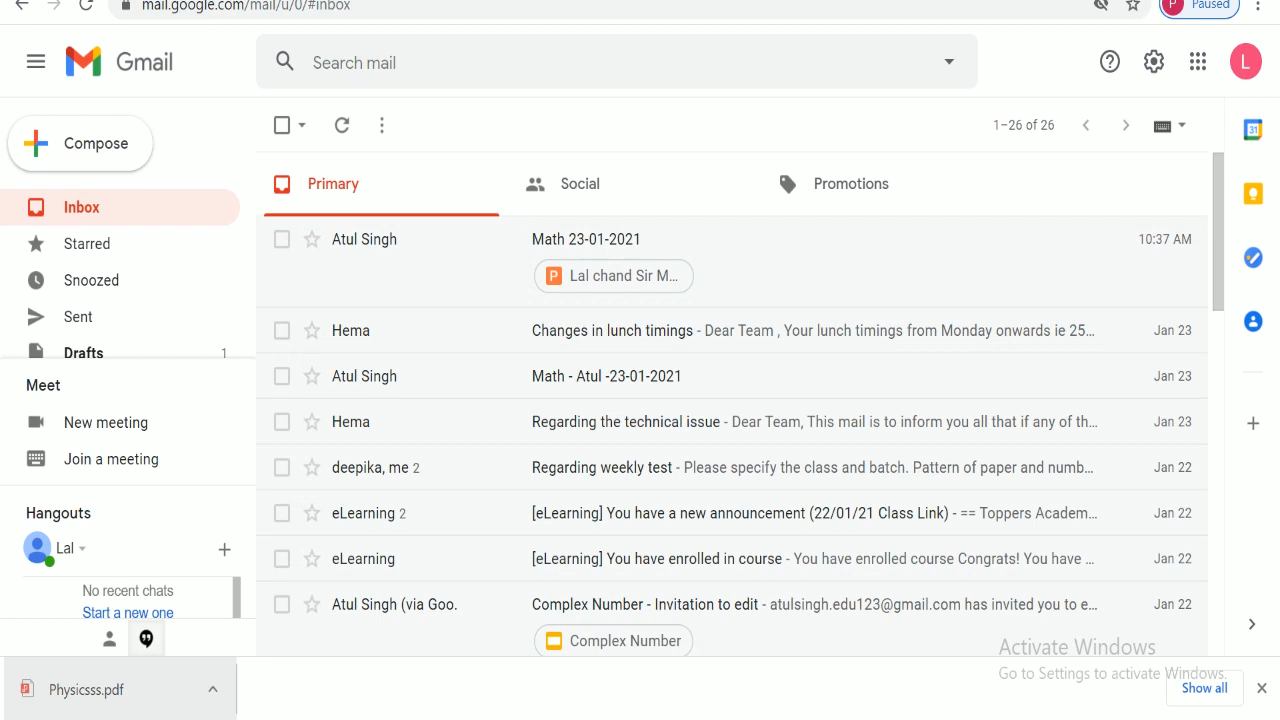 mail.google.com/mail/u/0/#inbox
P Paused
Gmail
Search mail
L
Compose
1–26 of 26
31
Inbox
Primary
Social
Promotions
Starred
Atul Singh
Math 23-01-2021
10:37 AM
P Lal chand Sir M...
Snoozed
Sent
Hema
Changes in lunch timings - Dear Team , Your lunch timings from Monday onwards ie 25...
Jan 23
Drafts 1
Meet
Atul Singh
Math - Atul -23-01-2021
Jan 23
New meeting
Hema
Regarding the technical issue - Dear Team, This mail is to inform you all that if any of th...
Jan 23
Join a meeting
deepika, me 2
Regarding weekly test - Please specify the class and batch. Pattern of paper and numb...
Jan 22
Hangouts
eLearning 2
[eLearning] You have a new announcement (22/01/21 Class Link) - == Toppers Academ...
Jan 22
Lal
eLearning
[eLearning] You have enrolled in course - You have enrolled course Congrats! You have ...
Jan 22
No recent chats
Start a new one
Atul Singh (via Goo.
Complex Number - Invitation to edit - atulsingh.edu123@gmail.com has invited you to e...
Jan 22
Complex Number
Activate Windows
Go to Settings to activate Windows.
Physicsss.pdf
Show all